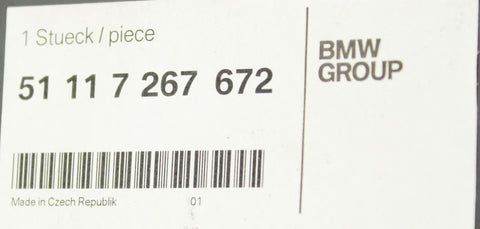 1 Stueck / piece
51 11 7 267 672
Made in Czech Republik 01
BMW
GROUP